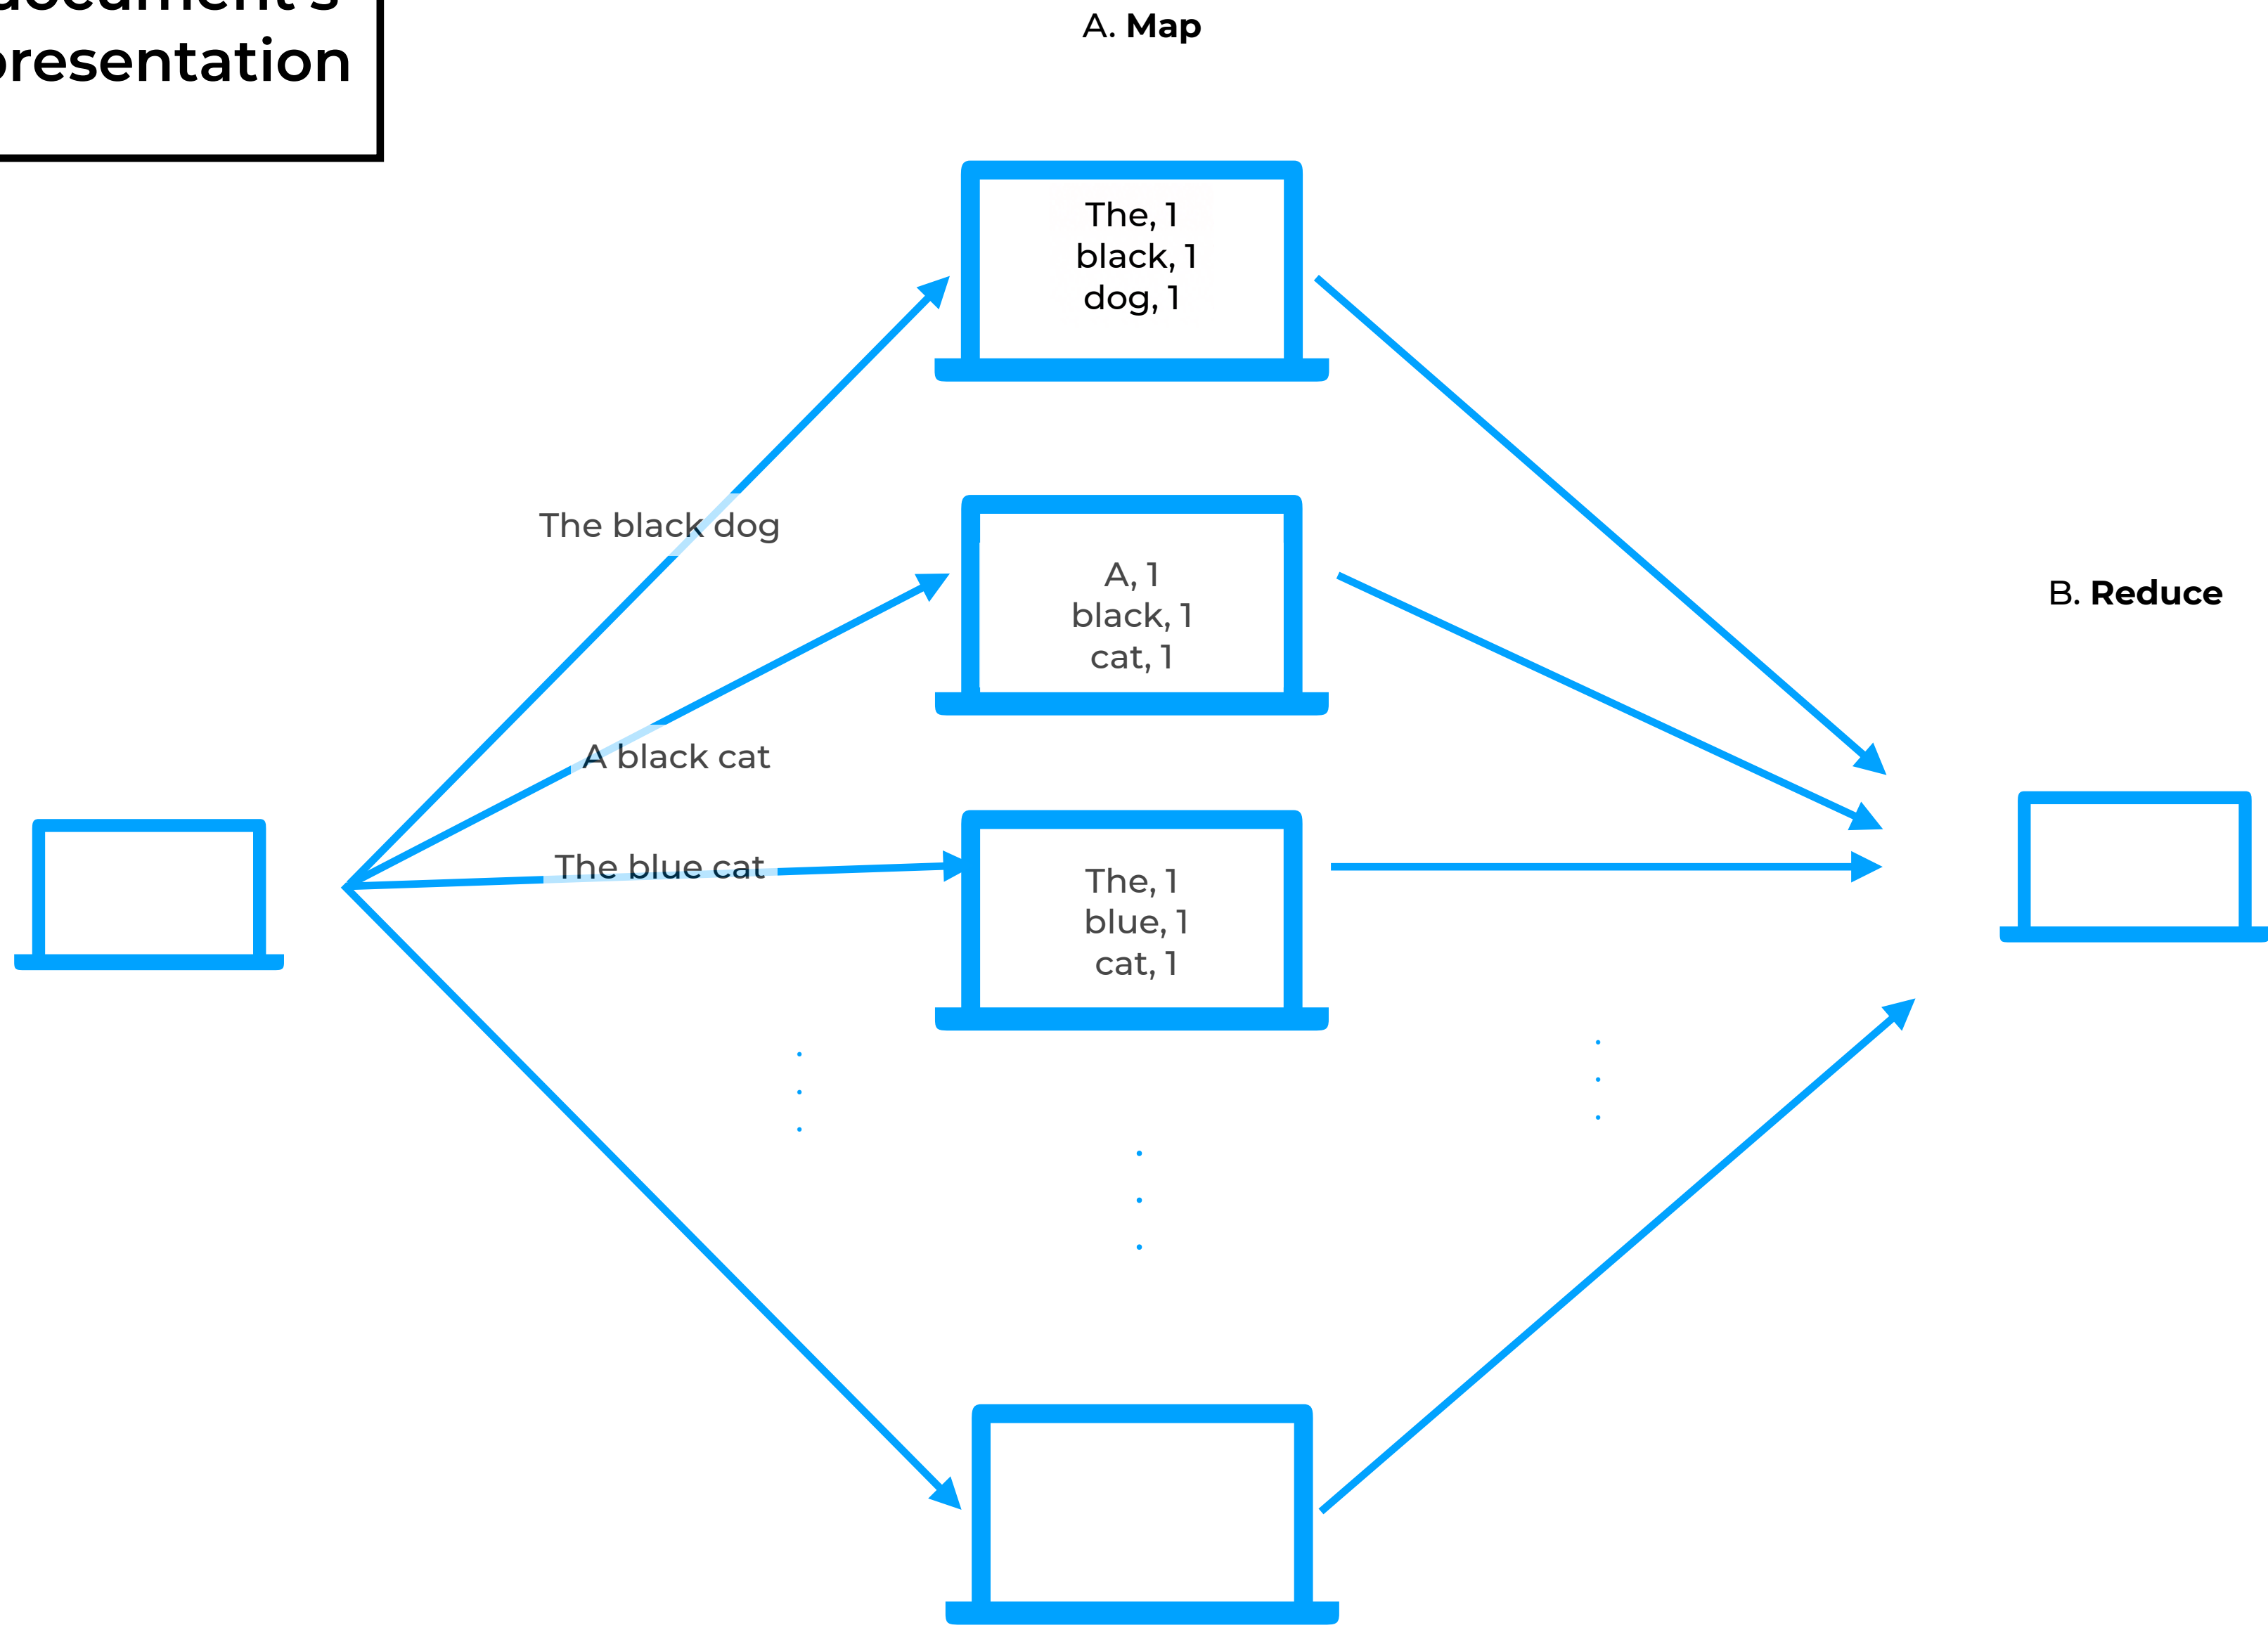 presentation
A. Map
The, 1
black, 1
dog, 1
The black dog
A, 1
black, 1
cat, 1
B. Reduce
A black cat
The blue cat
The, 1
blue, 1
cat, 1